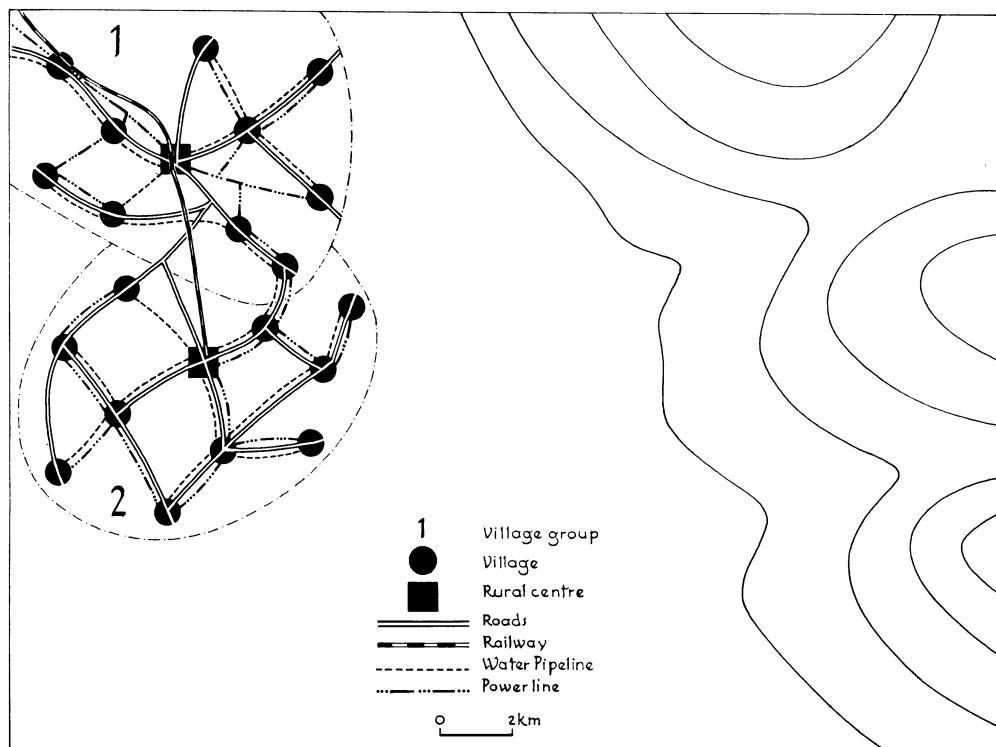 1
2
1 Village group
Village
Rural centre
Roads
Railway
Water Pipeline
Power line
0 2km